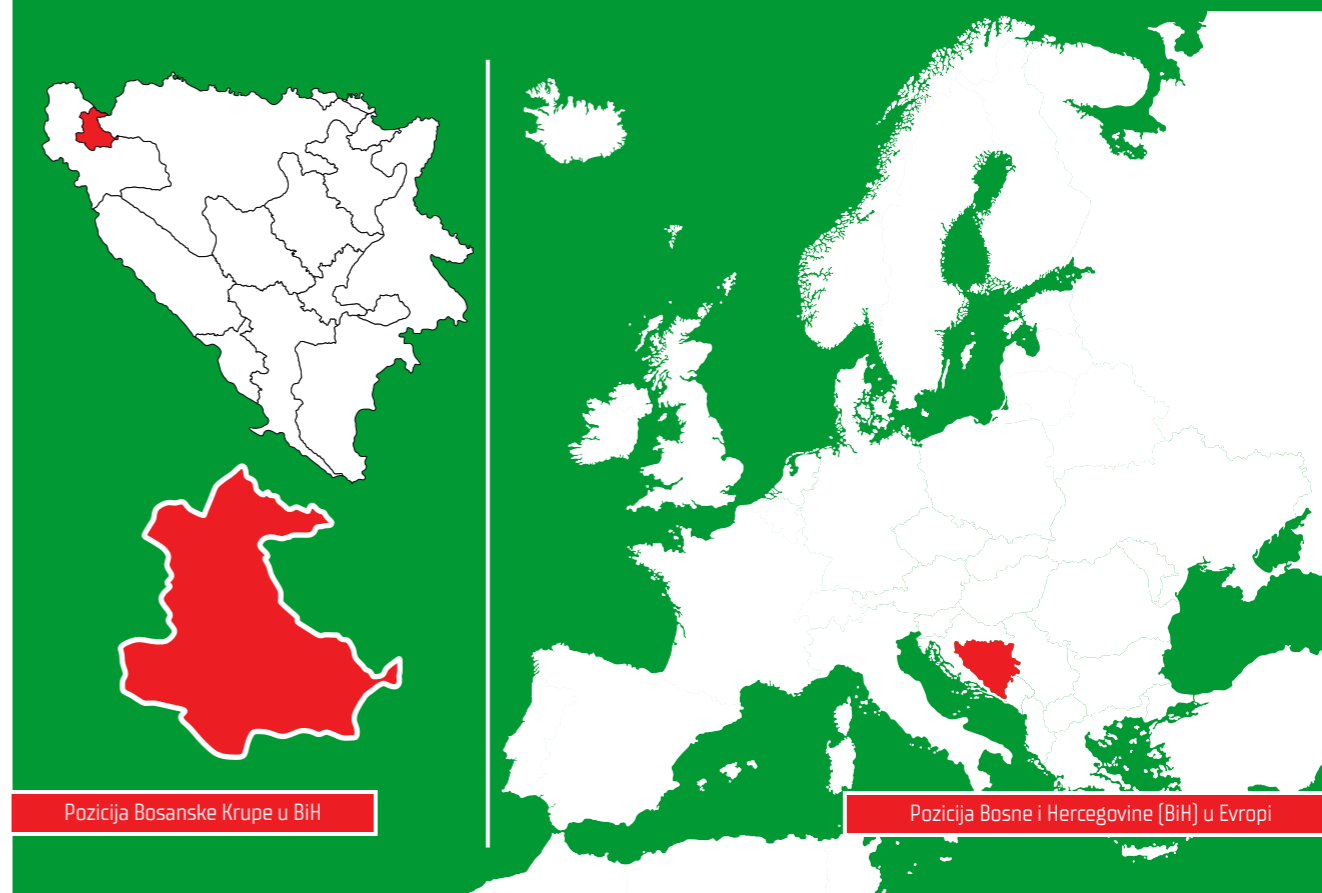 Pozicija Bosanske Krupe u BiH
Pozicija Bosne i Hercegovine (BiH) u Evropi